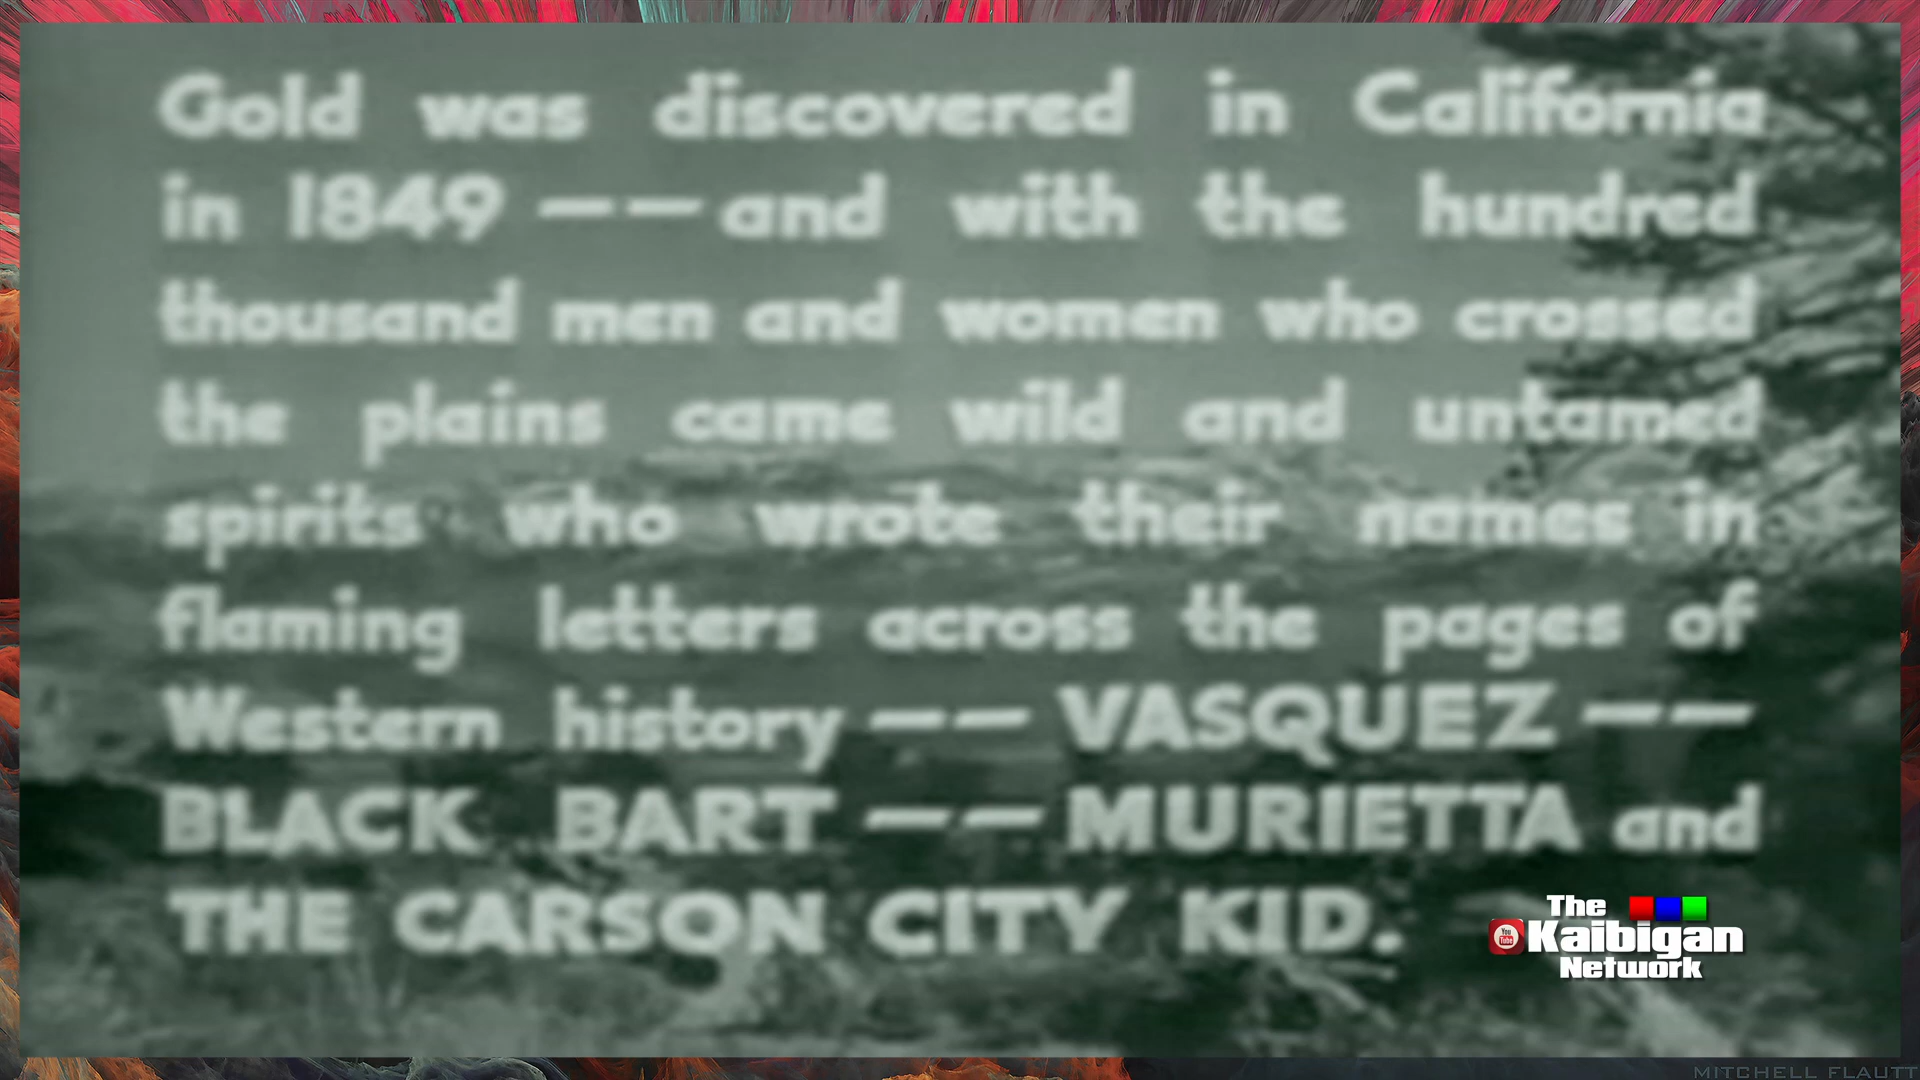 Gold was discovered in California
in 1849 -- and with the hundred
thousand men and women who crossed
the plains came wild and untamed
spirits who wrote their names in
flaming letters across the pages of
Western history -- VASQUEZ --
BLACK BART -- MURIETTA and
THE CARSON CITY KID.
The
You
Tube
Kaibigan
Network
MITCHELL FLAUTT